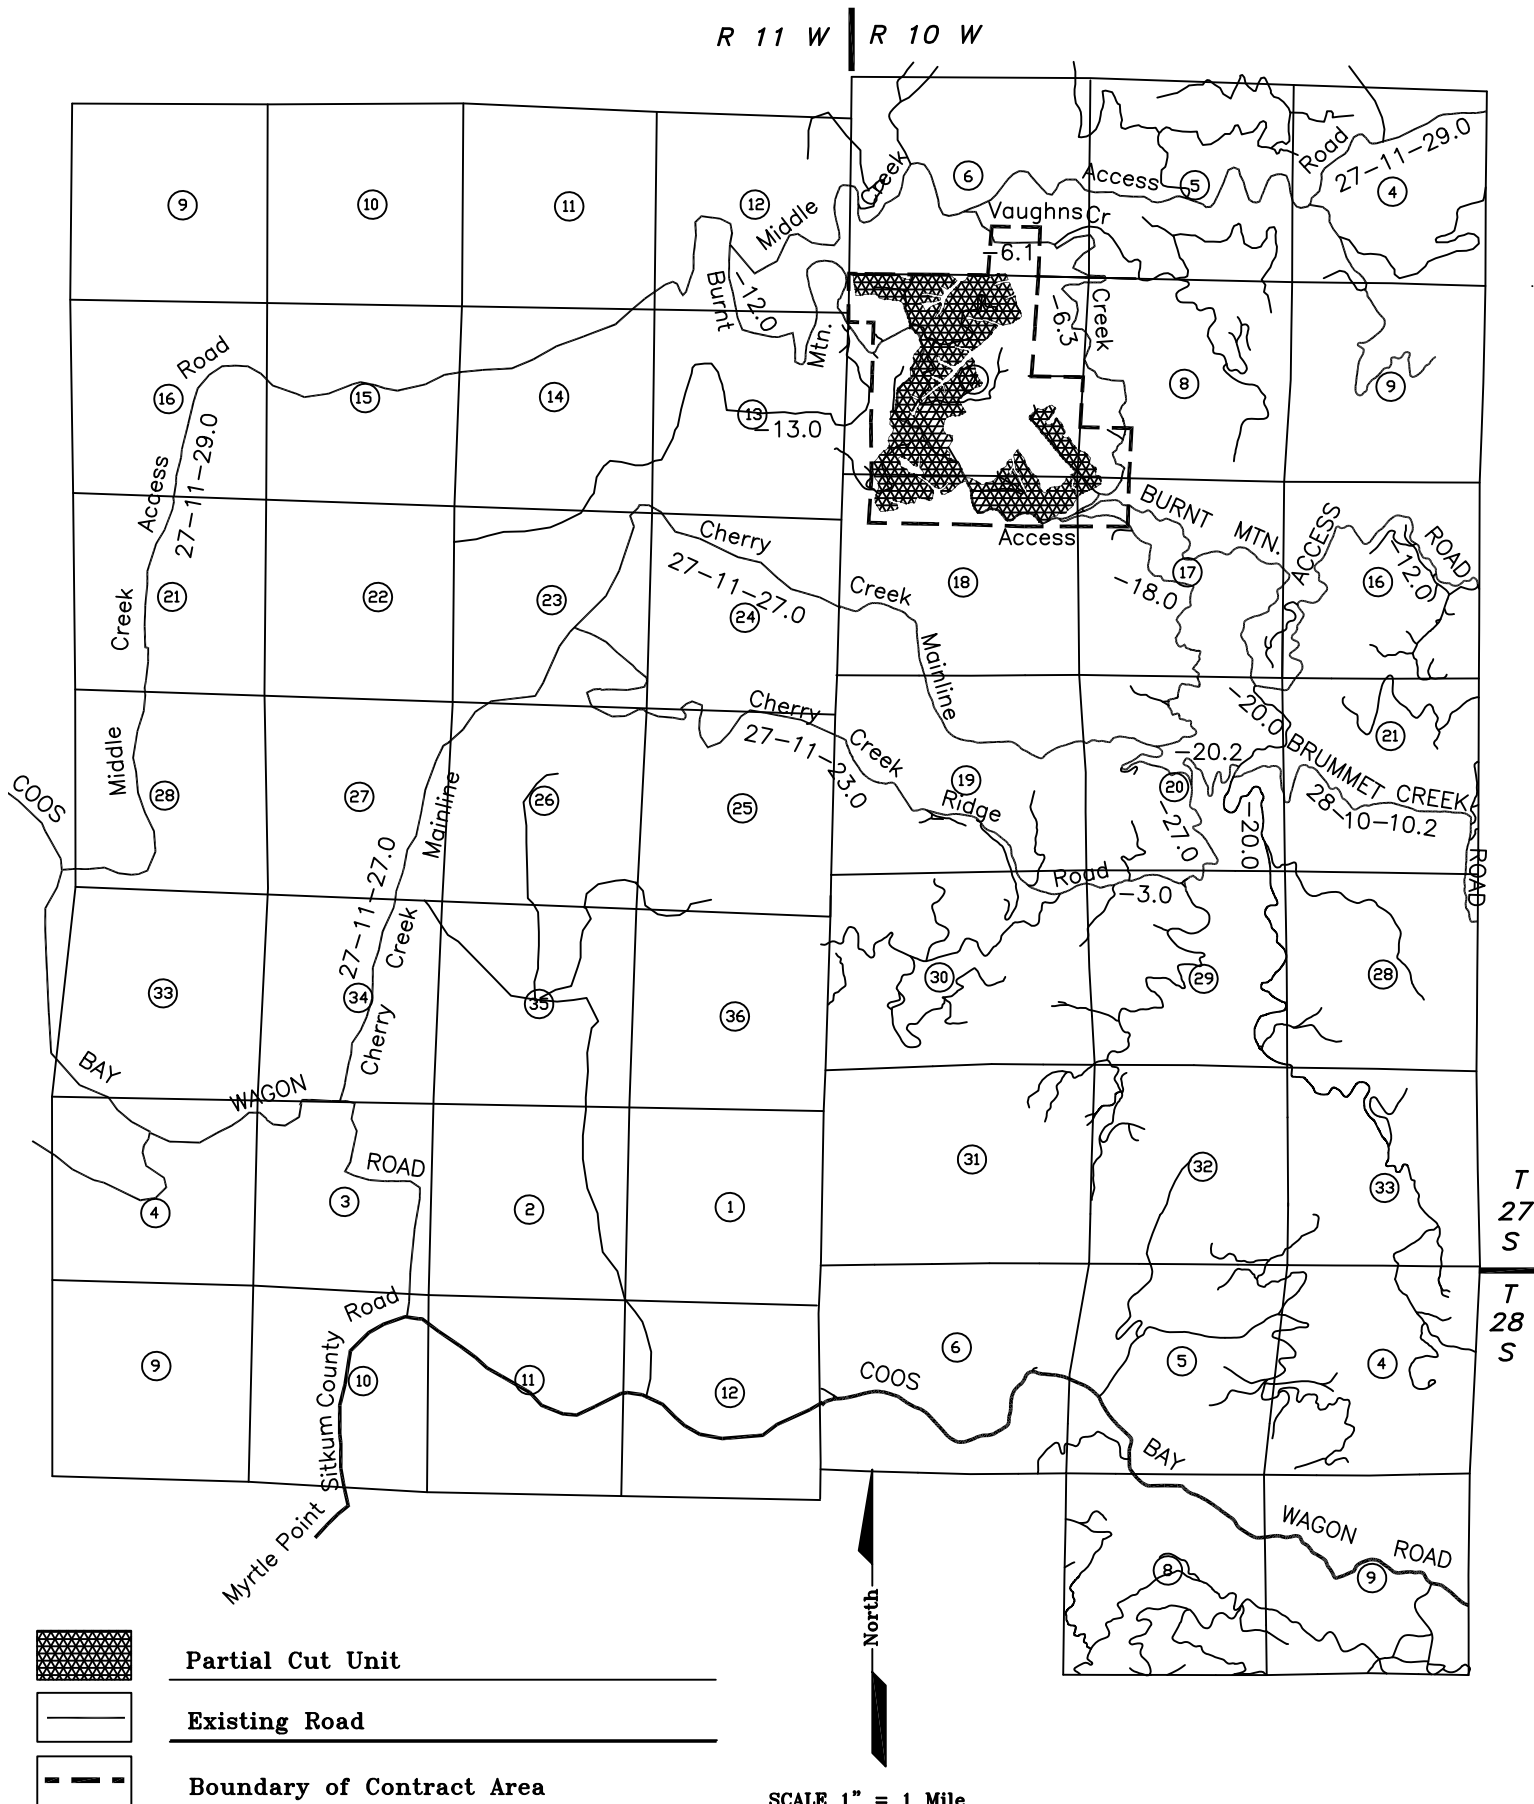 R 11 W
R 10 W
9
10
11
12
6
5
4
Creek
Access
Road
27-11-29.0
Middle
Vaughns Cr
-6.1
Burnt
-12.0
Mtn.
-6.3
Creek
Road
16
15
14
13
-13.0
8
9
Access
27-11-29.0
Creek
Middle
Access
BURNT MTN. ACCESS ROAD
-12.0
-18.0
21
22
23
24
18
17
16
Cherry
27-11-27.0
Creek
Mainline
Cherry
27-11-23.0
Creek
Ridge
Road
-3.0
-20.0
-20.2
-27.0
-20.0
BRUMMET CREEK
28-10-10.2
ROAD
28
27
26
25
19
20
21
27-11-27.0
Mainline
Creek
Cherry
COOS
33
34
35
36
30
29
28
BAY
WAGON
ROAD
4
3
2
1
31
32
33
T
27
S
T
28
S
Road
Sitkum County
Myrtle Point
9
10
11
12
6
5
4
COOS
BAY
WAGON
ROAD
8
9
North
Partial Cut Unit
Existing Road
Boundary of Contract Area
SCALE 1" = 1 Mile